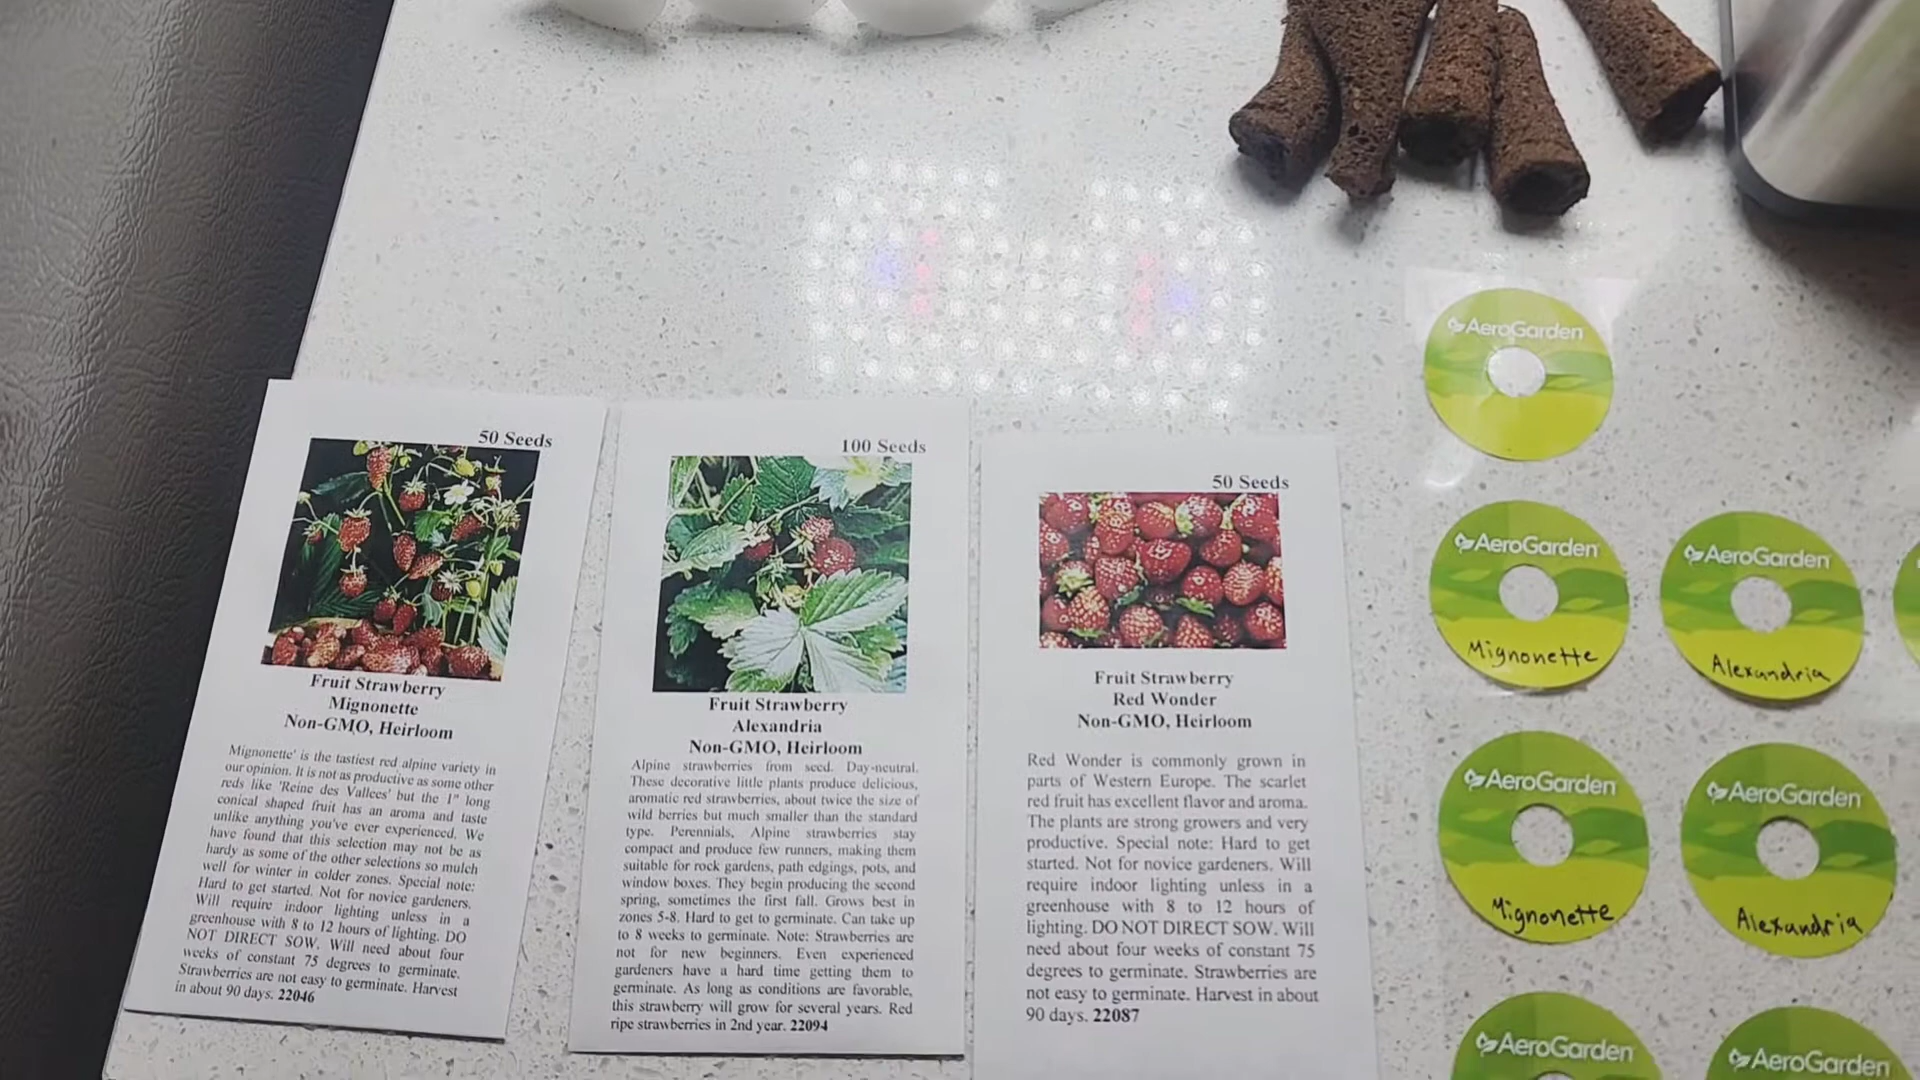 50 Seeds
Fruit Strawberry
Mignonette
Non-GMO, Heirloom
Mignonette' is the tastiest red alpine variety in
our opinion. It is not as productive as some other
reds like 'Reine des Vallees' but the 1" long
conical shaped fruit has an aroma and taste
unlike anything you've ever experienced. We
have found that this selection may not be as
hardy as some of the other selections so mulch
well for winter in colder zones. Special note:
Hard to get started. Not for novice gardeners.
Will require indoor lighting unless in a
greenhouse with 8 to 12 hours of lighting. DO
NOT DIRECT SOW. Will need about four
weeks of constant 75 degrees to germinate.
Strawberries are not easy to germinate. Harvest
in about 90 days. 22046
100 Seeds
Fruit Strawberry
Alexandria
Non-GMO, Heirloom
Alpine strawberries from seed. Day-neutral.
These decorative little plants produce delicious,
aromatic red strawberries, about twice the size of
wild berries but much smaller than the standard
type. Perennials, Alpine strawberries stay
compact and produce few runners, making them
suitable for rock gardens, path edgings, pots, and
window boxes. They begin producing the second
spring, sometimes the first fall. Grows best in
zones 5-8. Hard to get to germinate. Can take up
to 8 weeks to germinate. Note: Strawberries are
not for new beginners. Even experienced
gardeners have a hard time getting them to
germinate. As long as conditions are favorable,
this strawberry will grow for several years. Red
ripe strawberries in 2nd year. 22094
50 Seeds
Fruit Strawberry
Red Wonder
Non-GMO, Heirloom
Red Wonder is commonly grown in
parts of Western Europe. The scarlet
red fruit has excellent flavor and aroma.
The plants are strong growers and very
productive. Special note: Hard to get
started. Not for novice gardeners. Will
require indoor lighting unless in a
greenhouse with 8 to 12 hours of
lighting. DO NOT DIRECT SOW. Will
need about four weeks of constant 75
degrees to germinate. Strawberries are
not easy to germinate. Harvest in about
90 days. 22087
AeroGarden
AeroGarden
Mignonette
AeroGarden
Alexandria
AeroGarden
Mignonette
AeroGarden
Alexandria
AeroGarden
AeroGarden